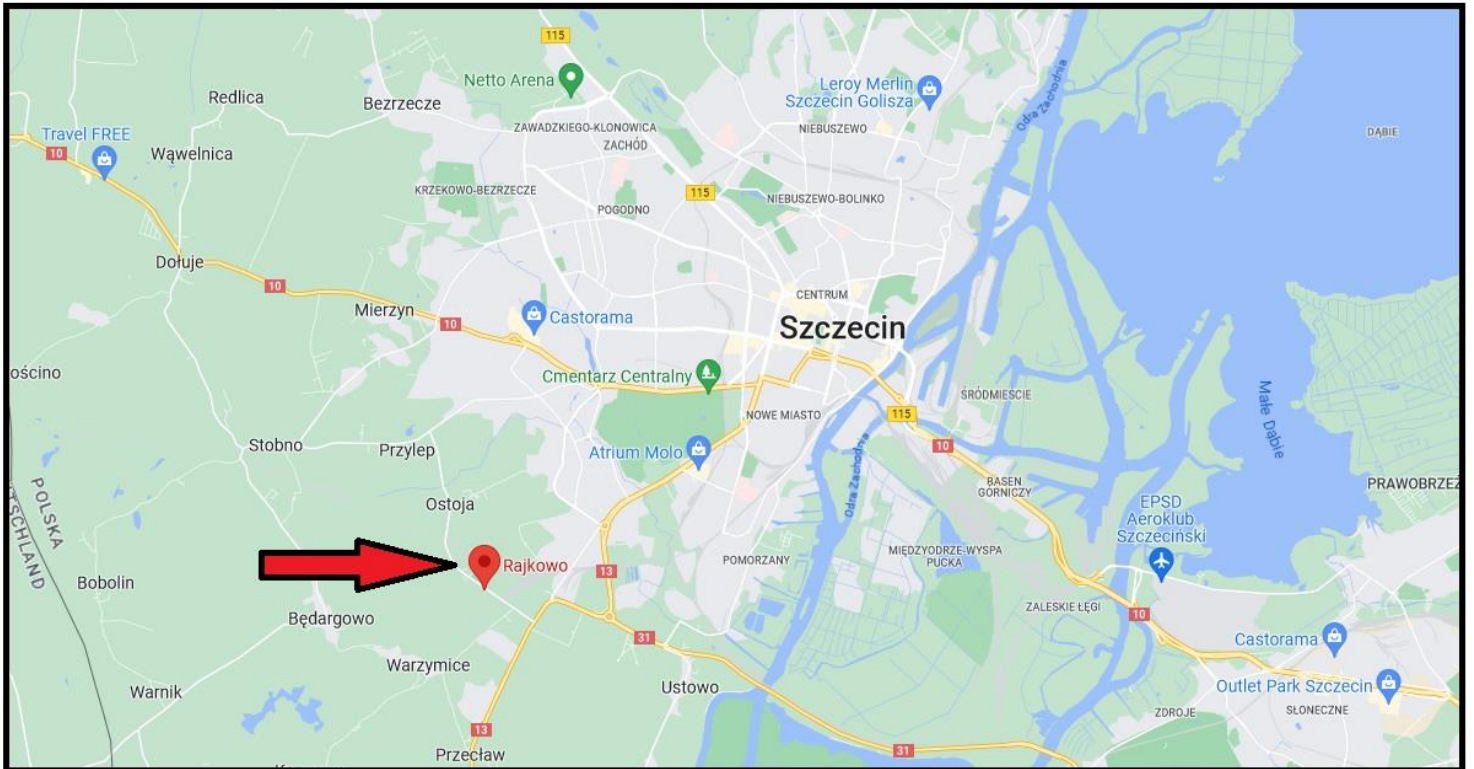 115
Netto Arena
Leroy Merlin
Szczecin Golisza
Odra Zachodnia
Redlica
Bezrzecze
ZAWADZKIEGO-KLONOWICA
NIEBUSZEWO
DĄBIE
Travel FREE
10
Wąwelnica
ZACHÓD
KRZEKOWO-BEZRZECZE
115
NIEBUSZEWO-BOLINKO
POGODNO
Dołuje
10
CENTRUM
Mierzyn
10
Castorama
Szczecin
ościno
Cmentarz Centralny
ŚRÓDMIEŚCIE
Małe Dąbie
NOWE MIASTO
115
Stobno
Przylep
Atrium Molo
10
Odra Zachodnia
BASEN
GÓRNICZY
PRAWOBRZEŻ
POLSKA
TSCHLAND
Ostoja
EPSD
Aeroklub
Szczeciński
Rajkowo
13
POMORZANY
MIĘDZYODRZE-WYSPA
PUCKA
Bobolin
Będargowo
ZALESKIE ŁĘGI
10
31
Castorama
Warzymice
Warnik
Ustowo
Outlet Park Szczecin
ZDROJE
SŁONECZNE
13
Przecław
31